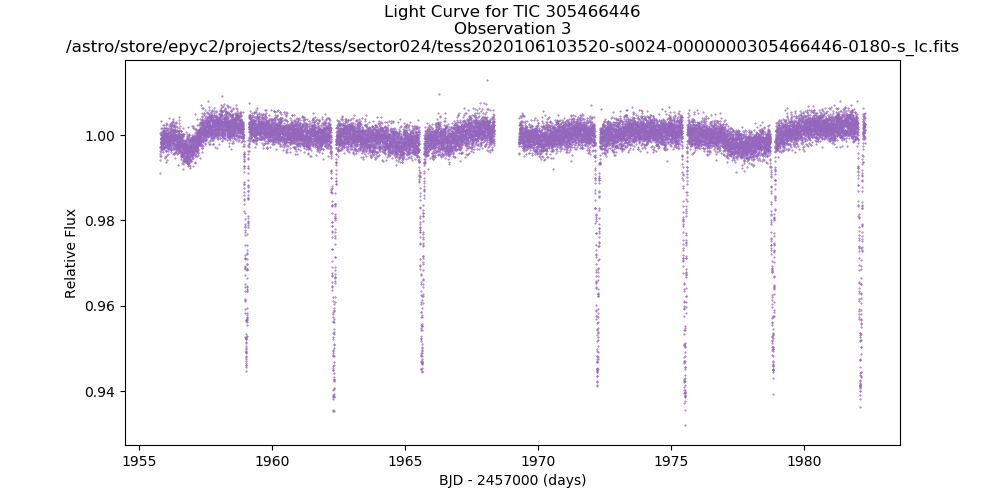 Light Curve for TIC 305466446
Observation 3
/astro/store/epyc2/projects2/tess/sector024/tess2020106103520-s0024-0000000305466446-0180-s_lc.fits
1.00
0.98
0.96
0.94
Relative Flux
1955
1960
1965
1970
1975
1980
BJD - 2457000 (days)